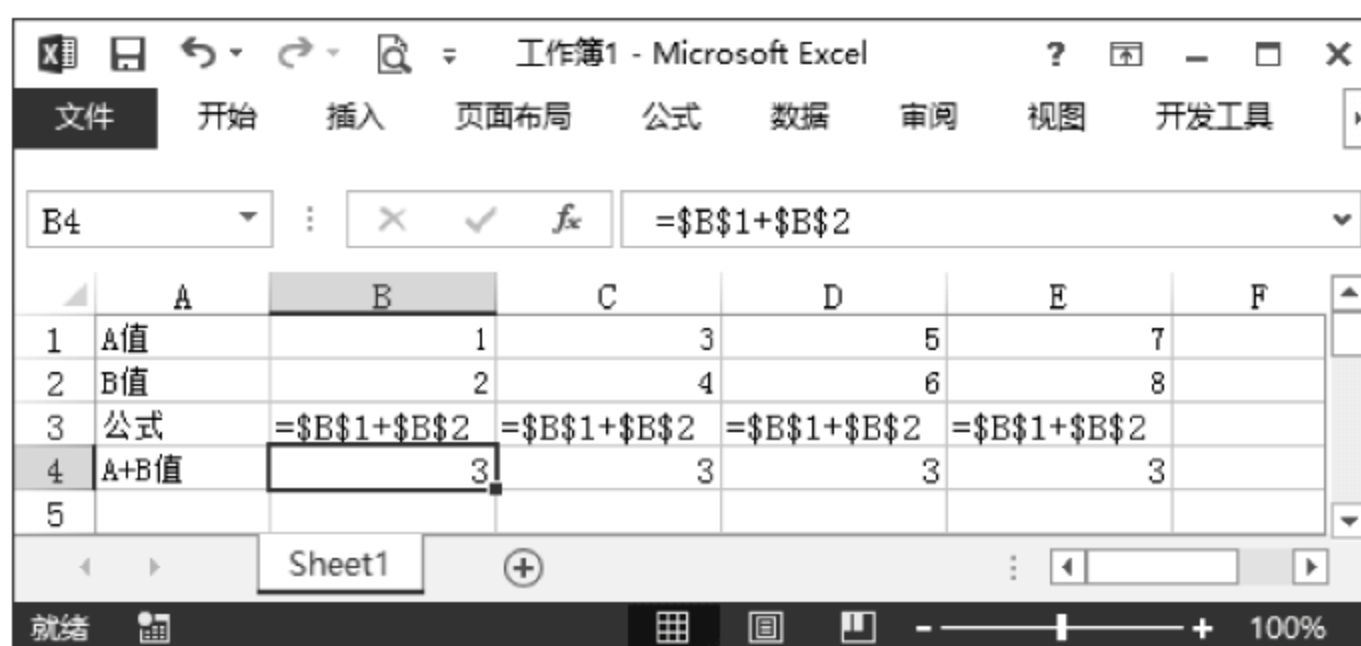 工作簿1 - Microsoft Excel ?
文件 开始 插入 页面布局 公式 数据 审阅 视图 开发工具
B4 fx =$B$1+$B$2
A B C D E F
1 A值 1 3 5 7
2 B值 2 4 6 8
3 公式 =$B$1+$B$2 =$B$1+$B$2 =$B$1+$B$2 =$B$1+$B$2
4 A+B值 3 3 3 3
5
Sheet1
就绪 100%